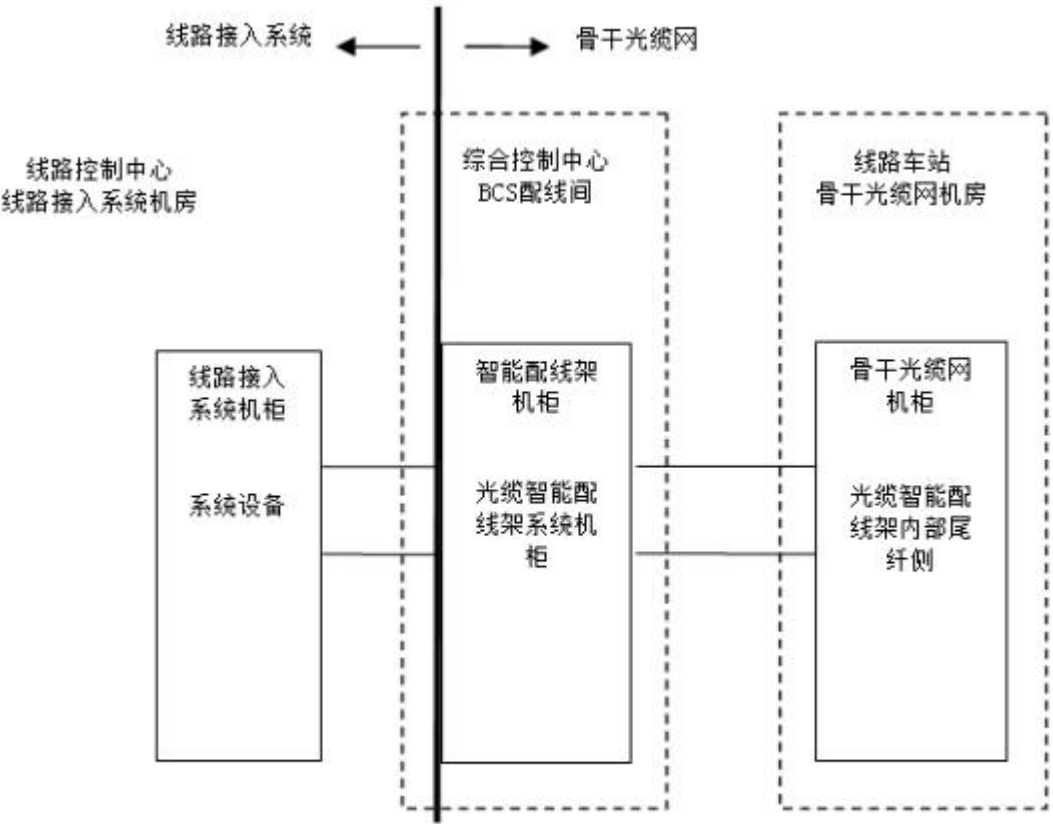 线路接入系统
骨干光缆网
线路控制中心
线路接入系统机房
综合控制中心
BCS配线间
线路车站
骨干光缆网机房
线路接入
系统机柜
系统设备
智能配线架
机柜
光缆智能配
线架系统机
柜
骨干光缆网
机柜
光缆智能配
线架内部尾
纤侧